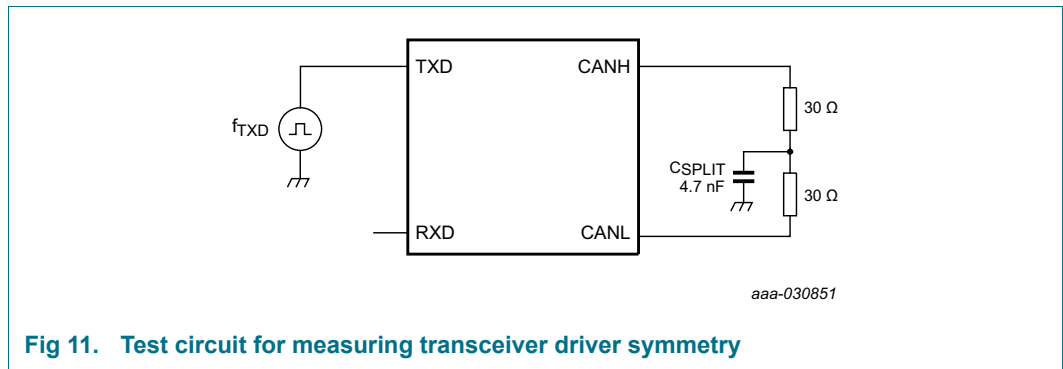 TXD
CANH
30 Ω
fTXD
CSPLIT
4.7 nF
30 Ω
RXD
CANL
aaa-030851
Fig 11. Test circuit for measuring transceiver driver symmetry